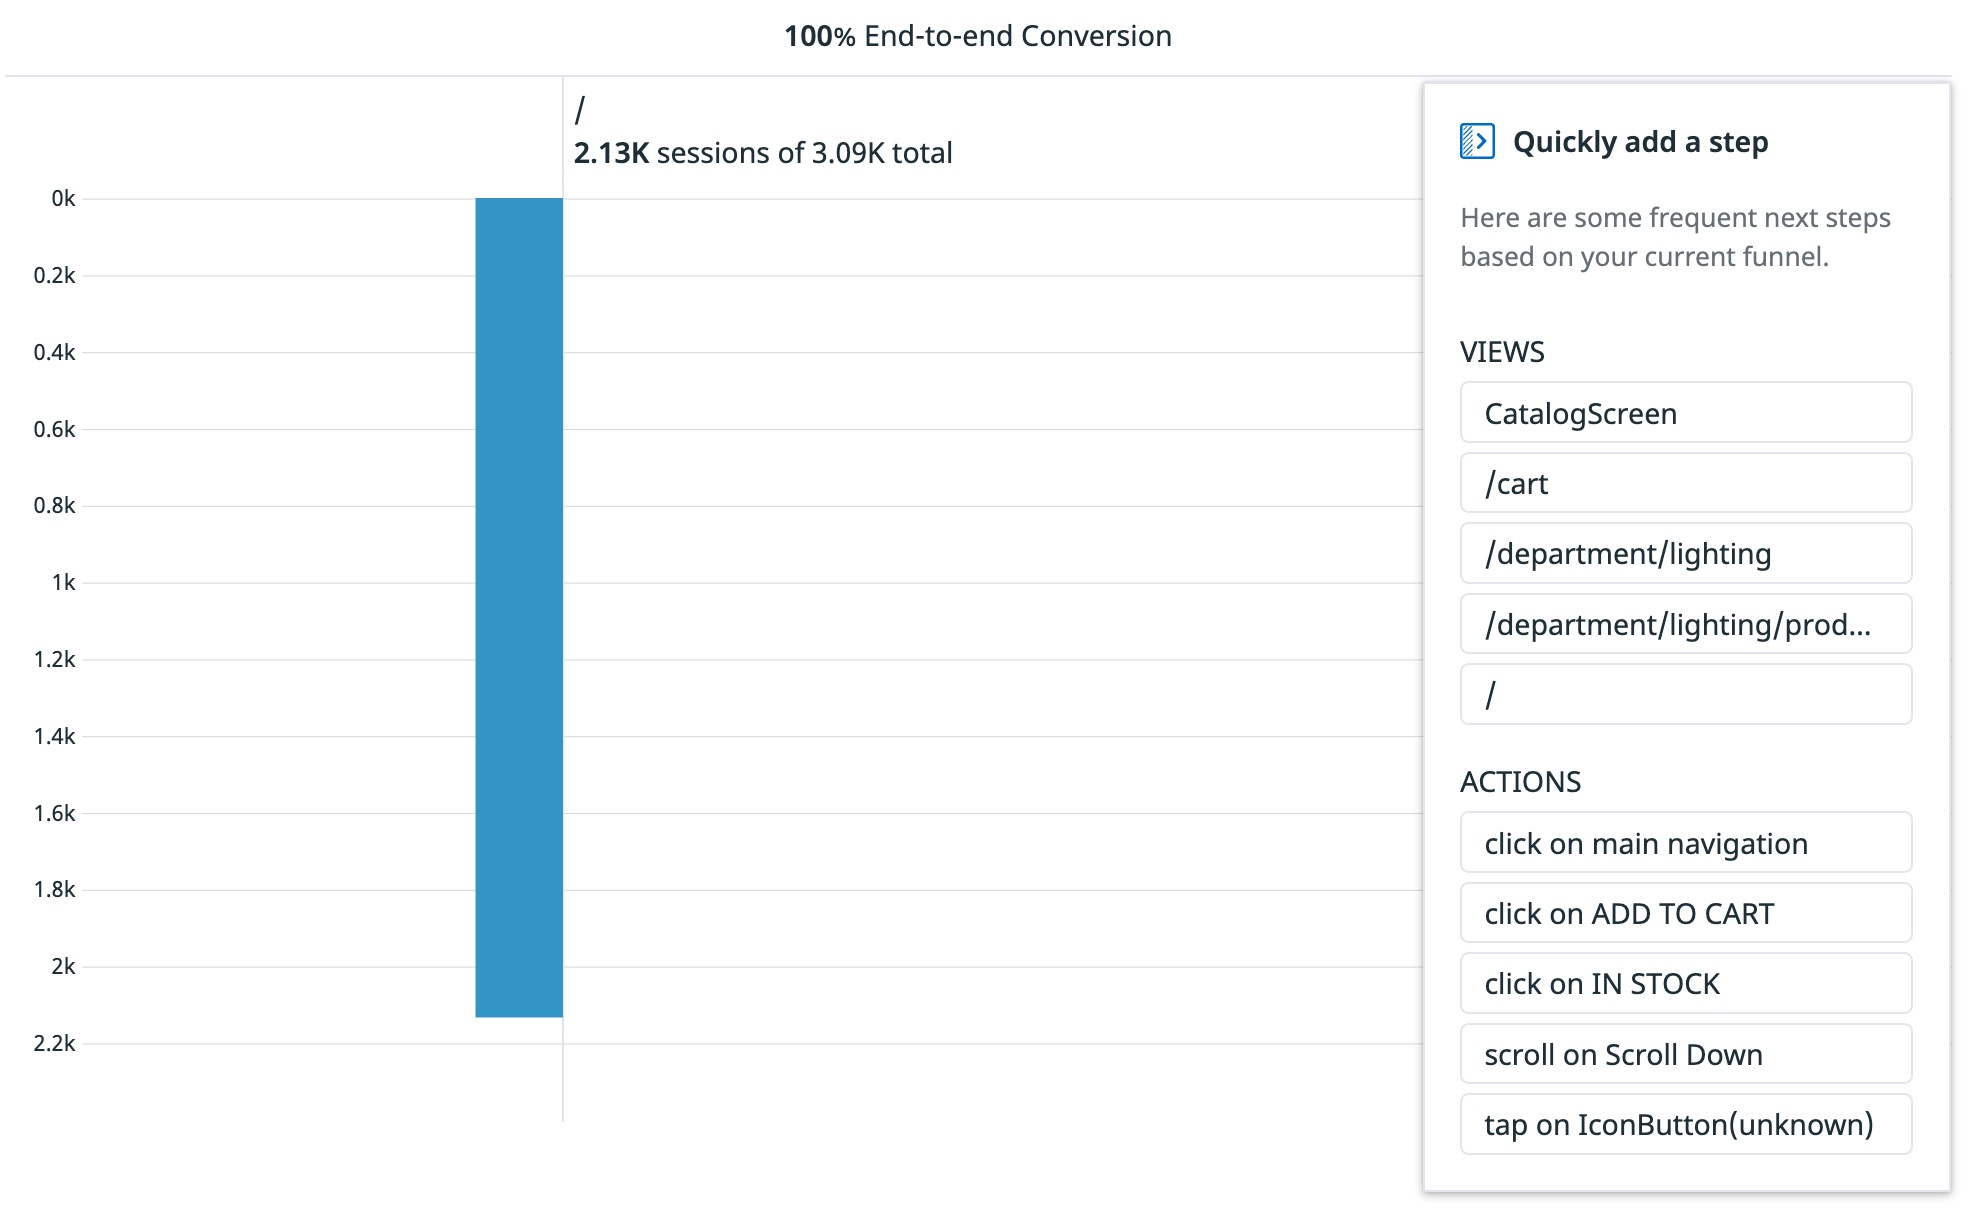 100% End-to-end Conversion
/
2.13K sessions of 3.09K total
0k
0.2k
0.4k
0.6k
0.8k
1k
1.2k
1.4k
1.6k
1.8k
2k
2.2k
Quickly add a step
Here are some frequent next steps
based on your current funnel.
VIEWS
CatalogScreen
/cart
/department/lighting
/department/lighting/prod...
/
ACTIONS
click on main navigation
click on ADD TO CART
click on IN STOCK
scroll on Scroll Down
tap on IconButton(unknown)